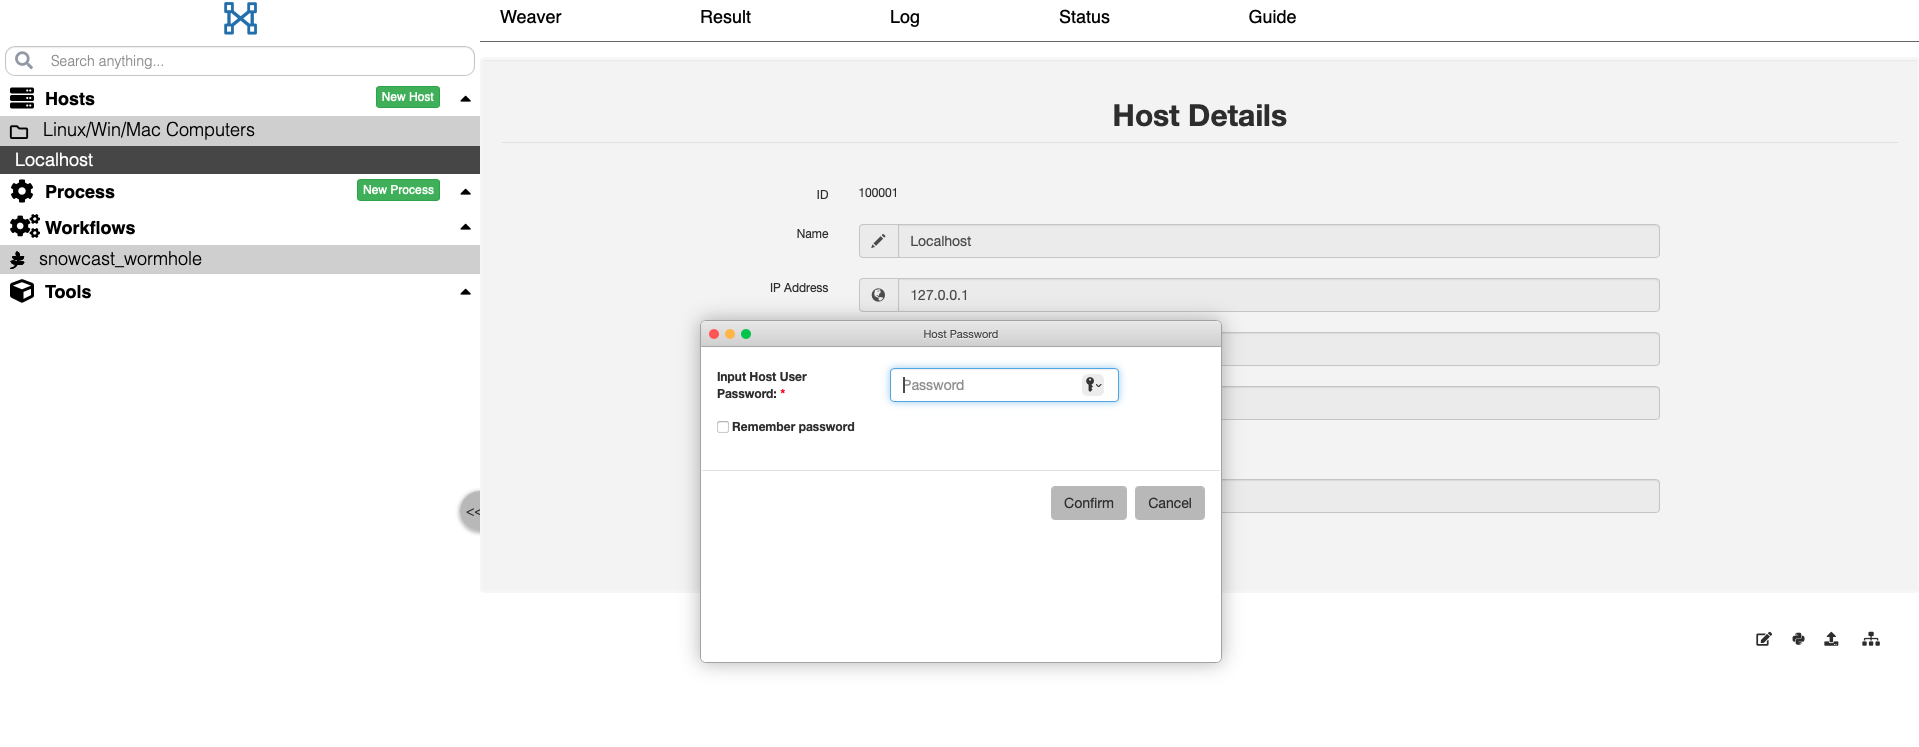 Weaver
Result
Log
Status
Guide
Search anything...
Hosts
New Host
Linux/Win/Mac Computers
Localhost
Process
New Process
Workflows
snowcast_wormhole
Tools
<<
Host Details
ID
100001
Name
Localhost
IP Address
127.0.0.1
Host Password
Input Host User
Password: *
Password
Remember password
Confirm
Cancel